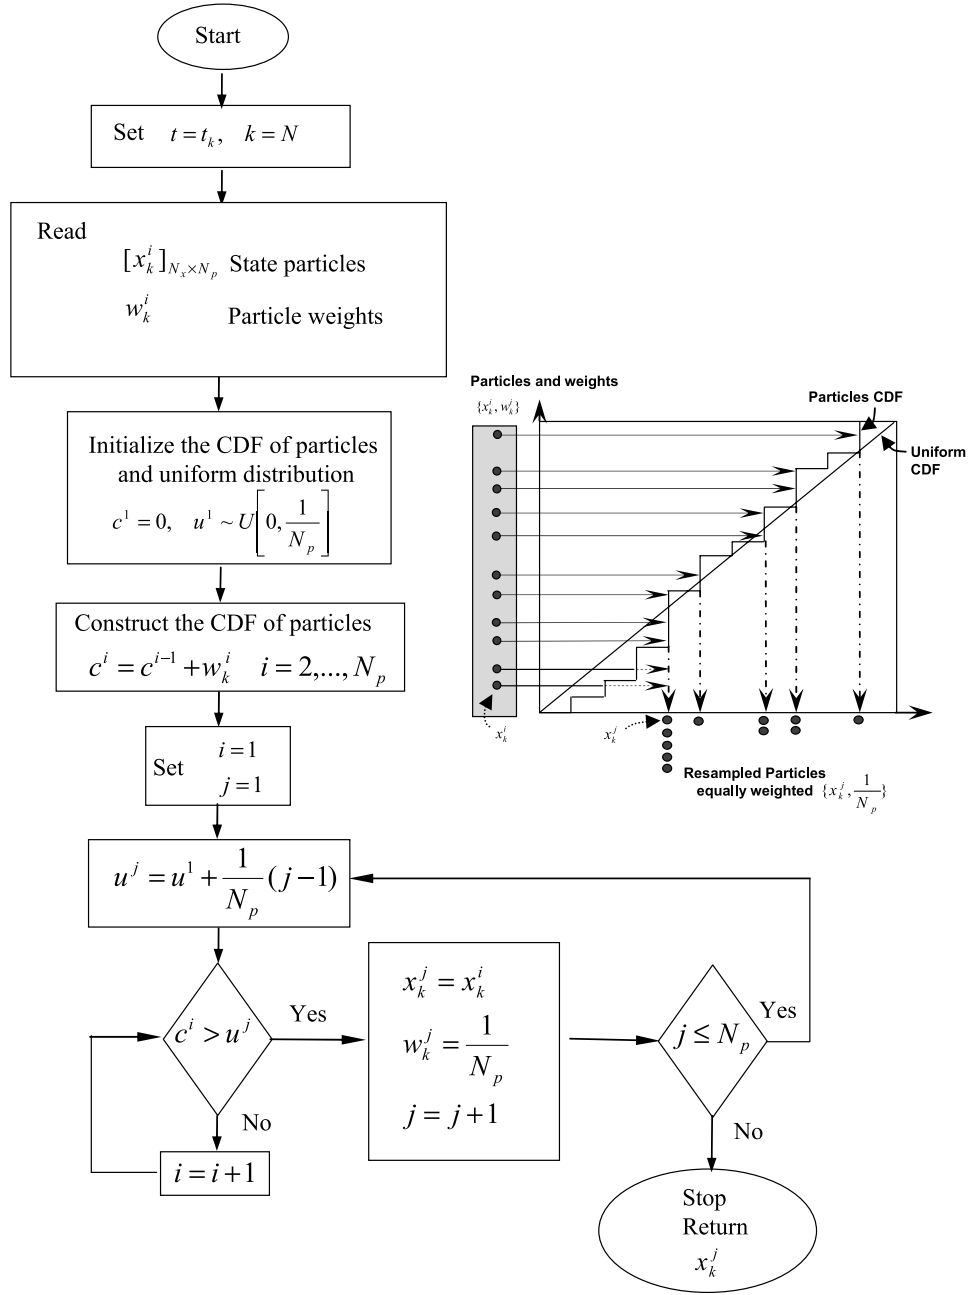 Start
Set t = t_k, k = N
Read
[x_k^i]_{N_x×N_p} State particles
w_k^i Particle weights
Initialize the CDF of particles
and uniform distribution
c^1 = 0, u^1 ~ U[0, 1/N_p]
Construct the CDF of particles
c^i = c^{i−1} + w_k^i i = 2,..., N_p
Set i = 1
j = 1
u^j = u^1 + 1/N_p (j − 1)
c^i > u^j
Yes
No
i = i + 1
x_k^j = x_k^i
w_k^j = 1/N_p
j = j + 1
j ≤ N_p
Yes
No
Stop
Return
x_k^j
Particles and weights
{x_k^i, w_k^i}
Particles CDF
Uniform
CDF
x_k^i
x_k^j
Resampled Particles
equally weighted {x_k^j, 1/N_p}